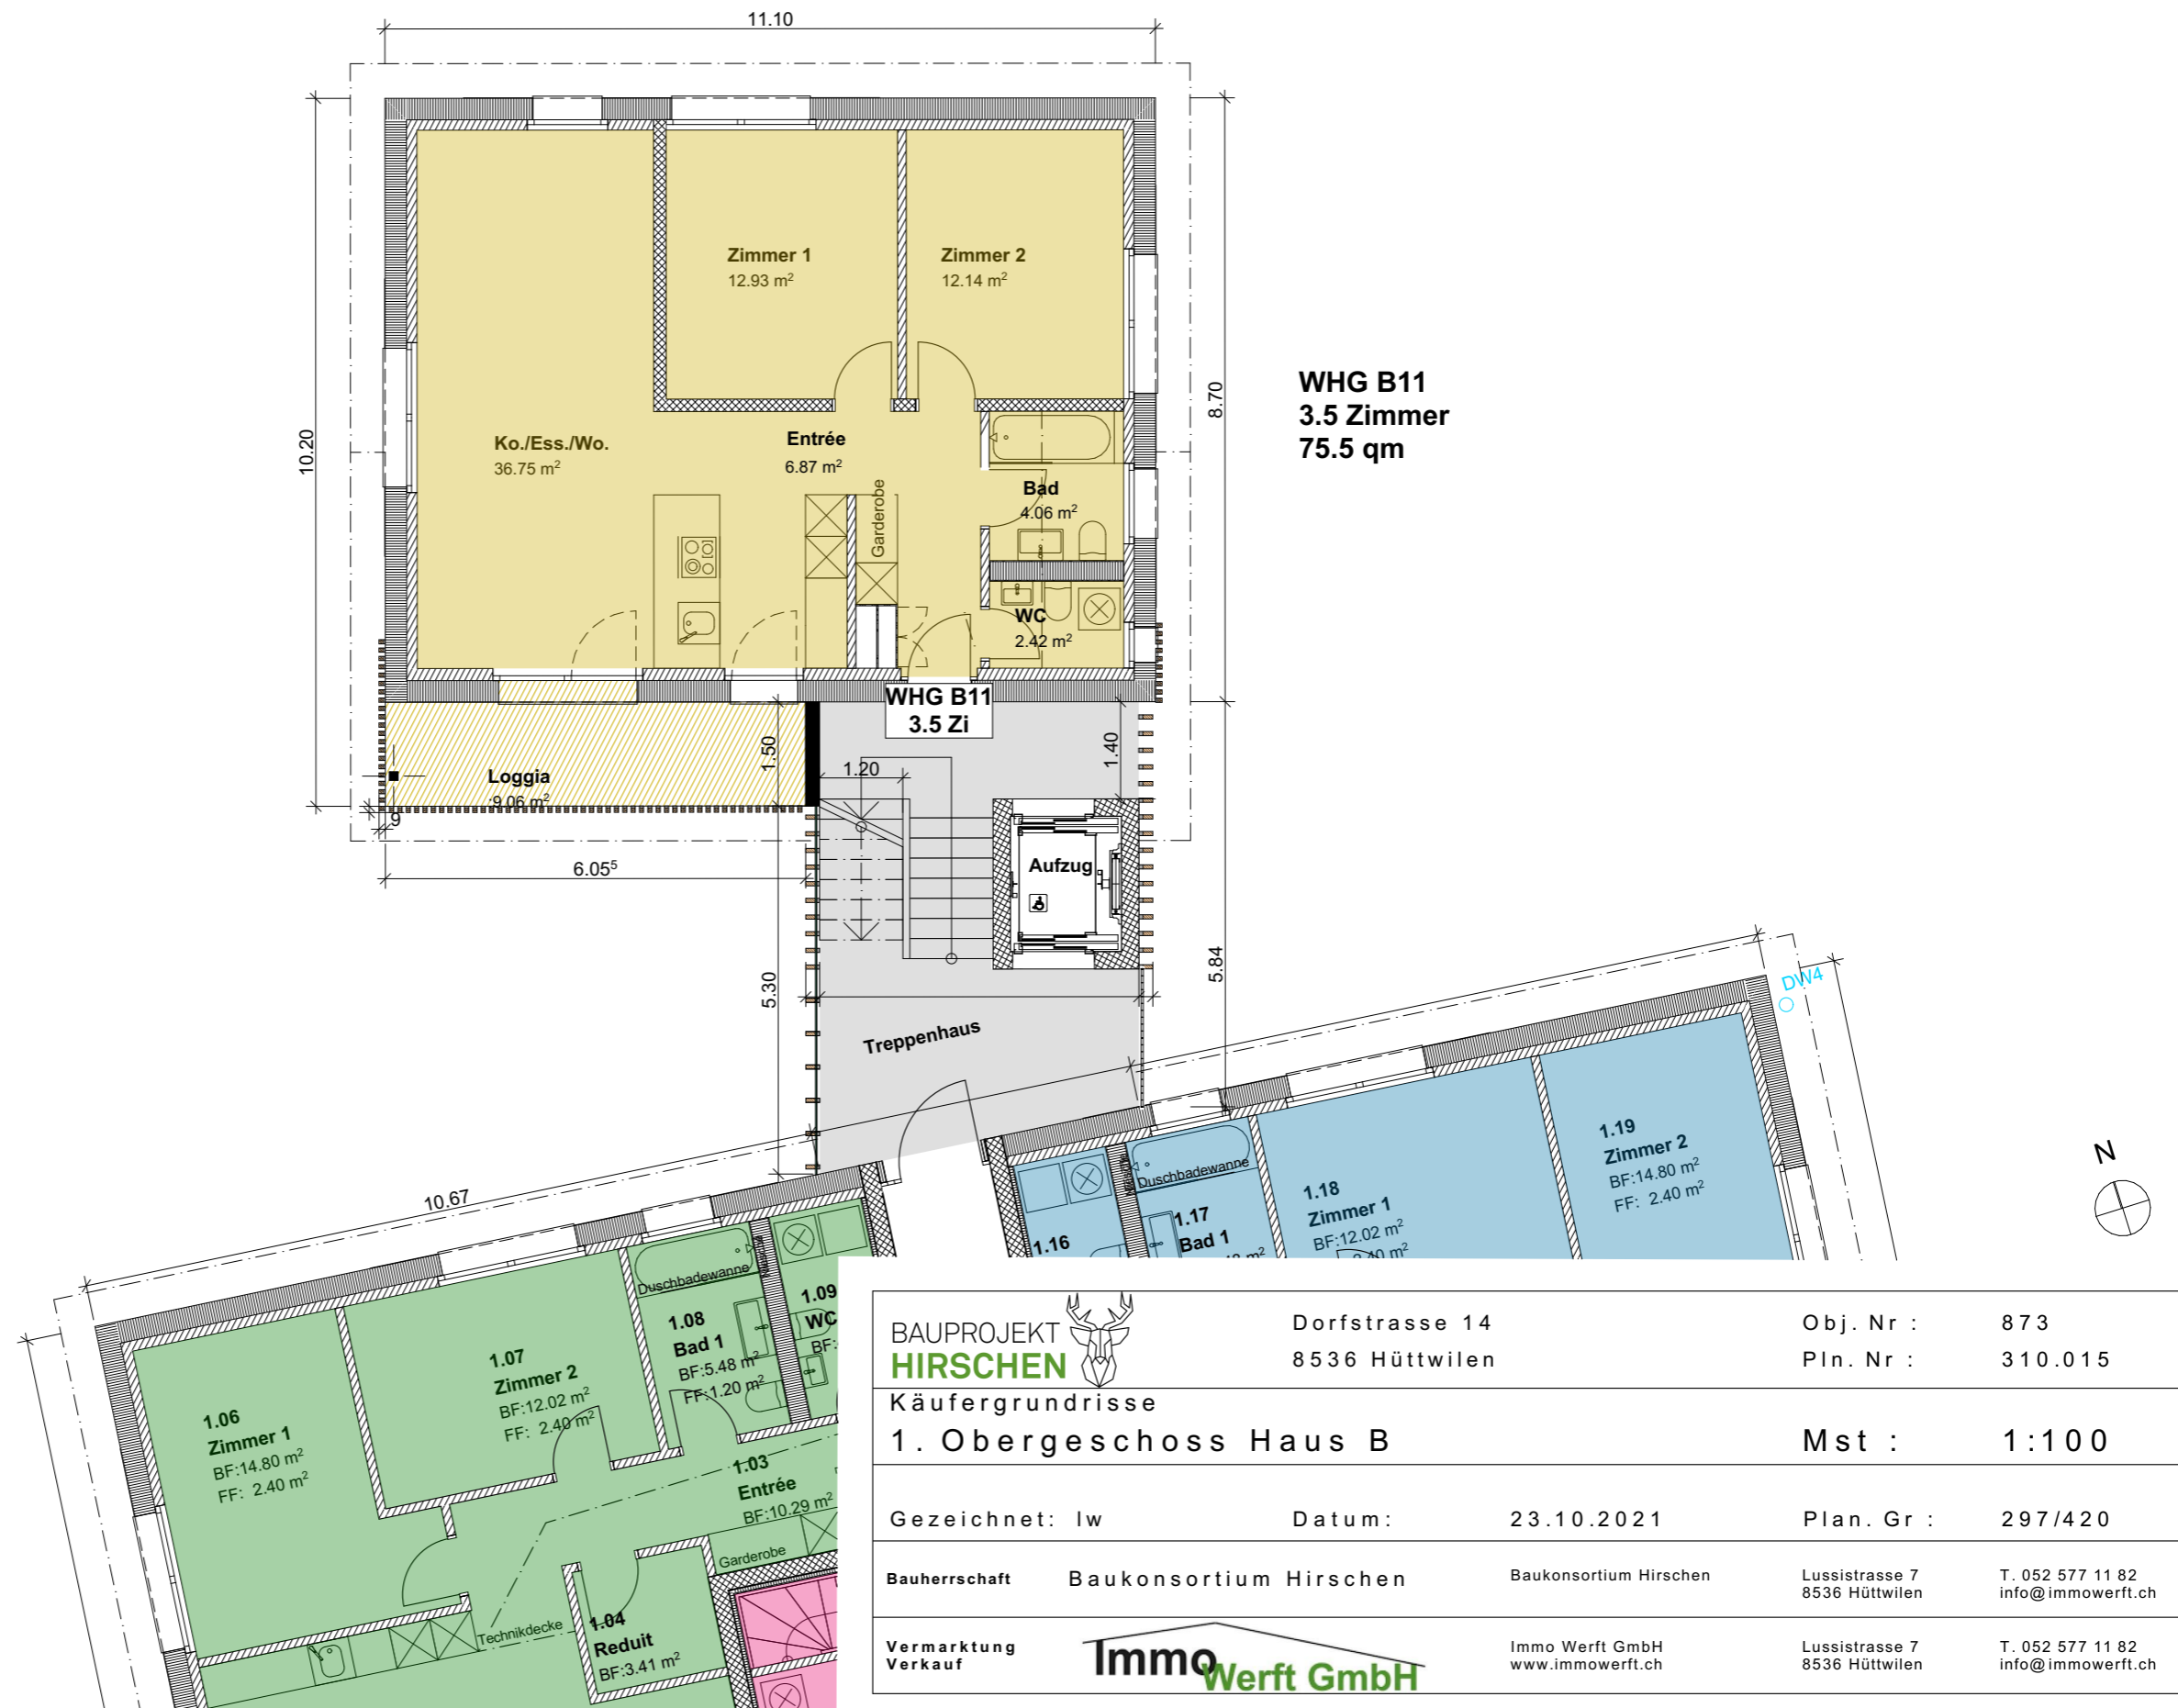 11.10
10.20
8.70
Zimmer 1
12.93 m²
Zimmer 2
12.14 m²
WHG B11
3.5 Zimmer
75.5 qm
Ko./Ess./Wo.
36.75 m²
Entrée
6.87 m²
Garderobe
Bad
4.06 m²
WC
2.42 m²
WHG B11
3.5 Zi
Loggia
9.06 m²
1.50
1.20
1.40
9
6.05⁵
Aufzug
5.30
5.84
Treppenhaus
DW4
N
10.67
1.19
Zimmer 2
BF:14.80 m²
FF: 2.40 m²
1.18
Zimmer 1
BF:12.02 m²
2.40 m²
Duschbadewanne
1.17
Bad 1
1.16
1.06
Zimmer 1
BF:14.80 m²
FF: 2.40 m²
1.07
Zimmer 2
BF:12.02 m²
FF: 2.40 m²
Duschbadewanne
1.08
Bad 1
BF:5.48 m²
FF:1.20 m²
1.09
WC
BF:
1.03
Entrée
BF:10.29 m²
Garderobe
Technikdecke
1.04
Reduit
BF:3.41 m²
BAUPROJEKT
HIRSCHEN
Dorfstrasse 14
8536 Hüttwilen
Obj. Nr : 873
Pln. Nr : 310.015
Käufergrundrisse
1. Obergeschoss Haus B
Mst : 1:100
Gezeichnet: lw Datum: 23.10.2021 Plan. Gr : 297/420
Bauherrschaft Baukonsortium Hirschen
Baukonsortium Hirschen
Lussistrasse 7
8536 Hüttwilen
T. 052 577 11 82
info@immowerft.ch
Vermarktung
Verkauf
Immo
Werft GmbH
Immo Werft GmbH
www.immowerft.ch
Lussistrasse 7
8536 Hüttwilen
T. 052 577 11 82
info@immowerft.ch